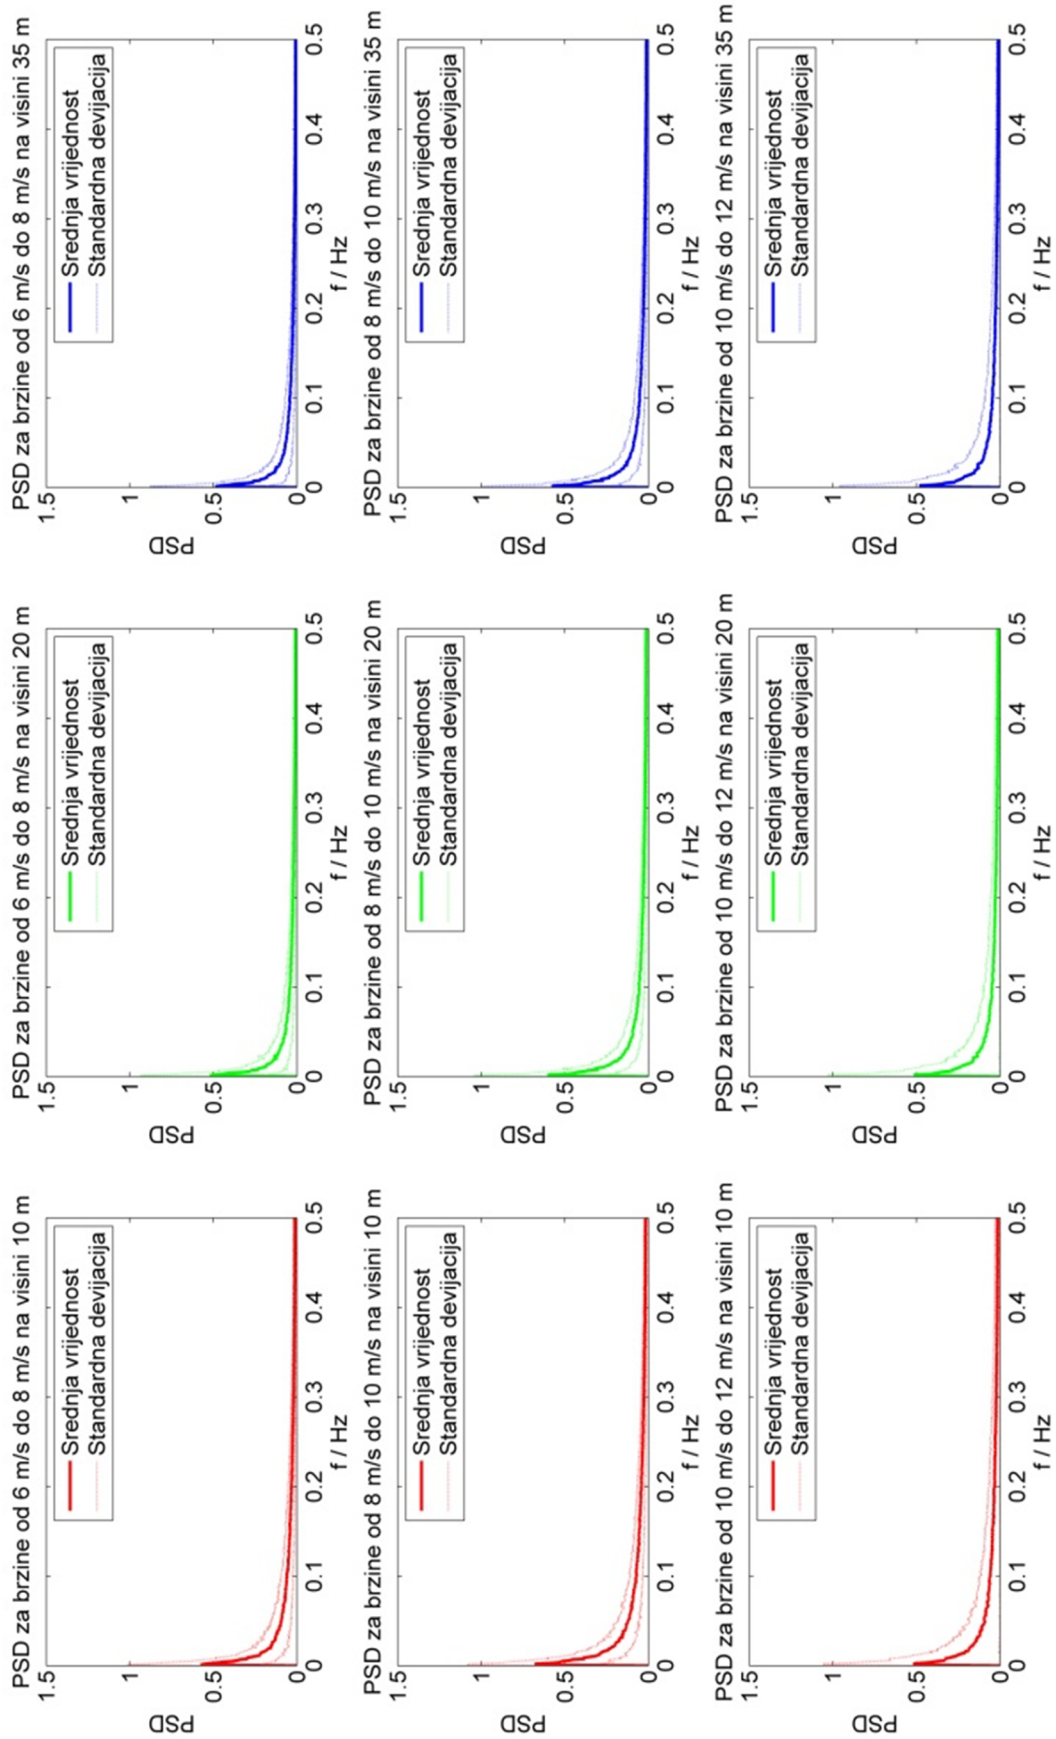 PSD za brzine od 6 m/s do 8 m/s na visini 10 m
1.5
1
0.5
0
PSD
Srednja vrijednost
Standardna devijacija
0 0.1 0.2 0.3 0.4 0.5
f / Hz
PSD za brzine od 6 m/s do 8 m/s na visini 20 m
1.5
1
0.5
0
PSD
Srednja vrijednost
Standardna devijacija
0 0.1 0.2 0.3 0.4 0.5
f / Hz
PSD za brzine od 6 m/s do 8 m/s na visini 35 m
1.5
1
0.5
0
PSD
Srednja vrijednost
Standardna devijacija
0 0.1 0.2 0.3 0.4 0.5
f / Hz
PSD za brzine od 8 m/s do 10 m/s na visini 10 m
1.5
1
0.5
0
PSD
Srednja vrijednost
Standardna devijacija
0 0.1 0.2 0.3 0.4 0.5
f / Hz
PSD za brzine od 8 m/s do 10 m/s na visini 20 m
1.5
1
0.5
0
PSD
Srednja vrijednost
Standardna devijacija
0 0.1 0.2 0.3 0.4 0.5
f / Hz
PSD za brzine od 8 m/s do 10 m/s na visini 35 m
1.5
1
0.5
0
PSD
Srednja vrijednost
Standardna devijacija
0 0.1 0.2 0.3 0.4 0.5
f / Hz
PSD za brzine od 10 m/s do 12 m/s na visini 10 m
1.5
1
0.5
0
PSD
Srednja vrijednost
Standardna devijacija
0 0.1 0.2 0.3 0.4 0.5
f / Hz
PSD za brzine od 10 m/s do 12 m/s na visini 20 m
1.5
1
0.5
0
PSD
Srednja vrijednost
Standardna devijacija
0 0.1 0.2 0.3 0.4 0.5
f / Hz
PSD za brzine od 10 m/s do 12 m/s na visini 35 m
1.5
1
0.5
0
PSD
Srednja vrijednost
Standardna devijacija
0 0.1 0.2 0.3 0.4 0.5
f / Hz